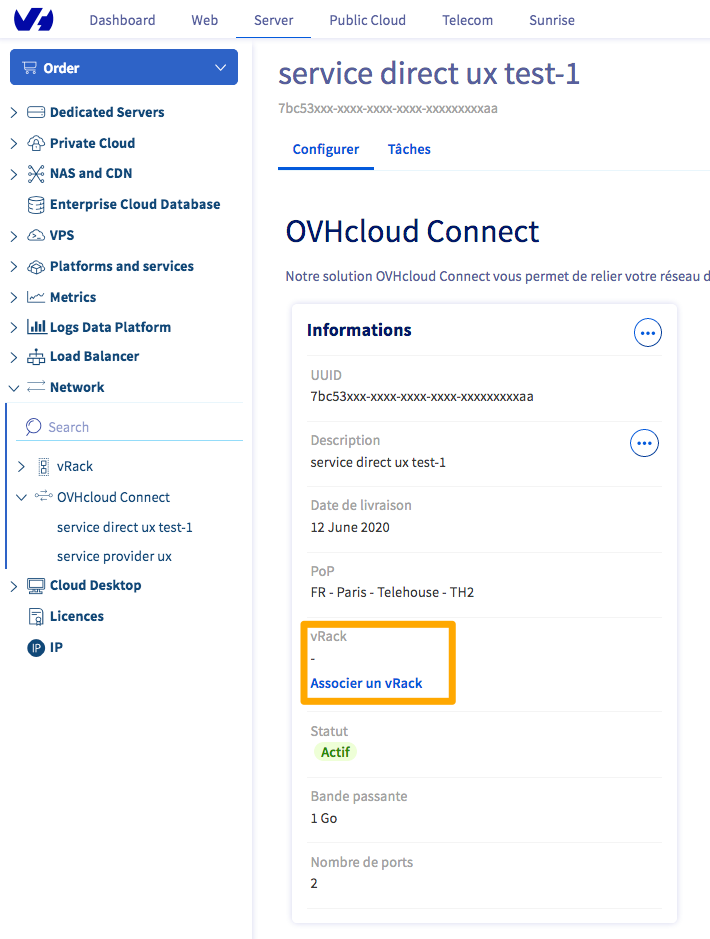 Dashboard Web Server Public Cloud Telecom Sunrise
Order
Dedicated Servers
Private Cloud
NAS and CDN
Enterprise Cloud Database
VPS
Platforms and services
Metrics
Logs Data Platform
Load Balancer
Network
Search
vRack
OVHcloud Connect
service direct ux test-1
service provider ux
Cloud Desktop
Licences
IP IP
service direct ux test-1
7bc53xxx-xxxx-xxxx-xxxx-xxxxxxxxxaa
Configurer Tâches
OVHcloud Connect
Notre solution OVHcloud Connect vous permet de relier votre réseau d
Informations
UUID
7bc53xxx-xxxx-xxxx-xxxx-xxxxxxxxxaa
Description
service direct ux test-1
Date de livraison
12 June 2020
PoP
FR - Paris - Telehouse - TH2
vRack
-
Associer un vRack
Statut
Actif
Bande passante
1 Go
Nombre de ports
2